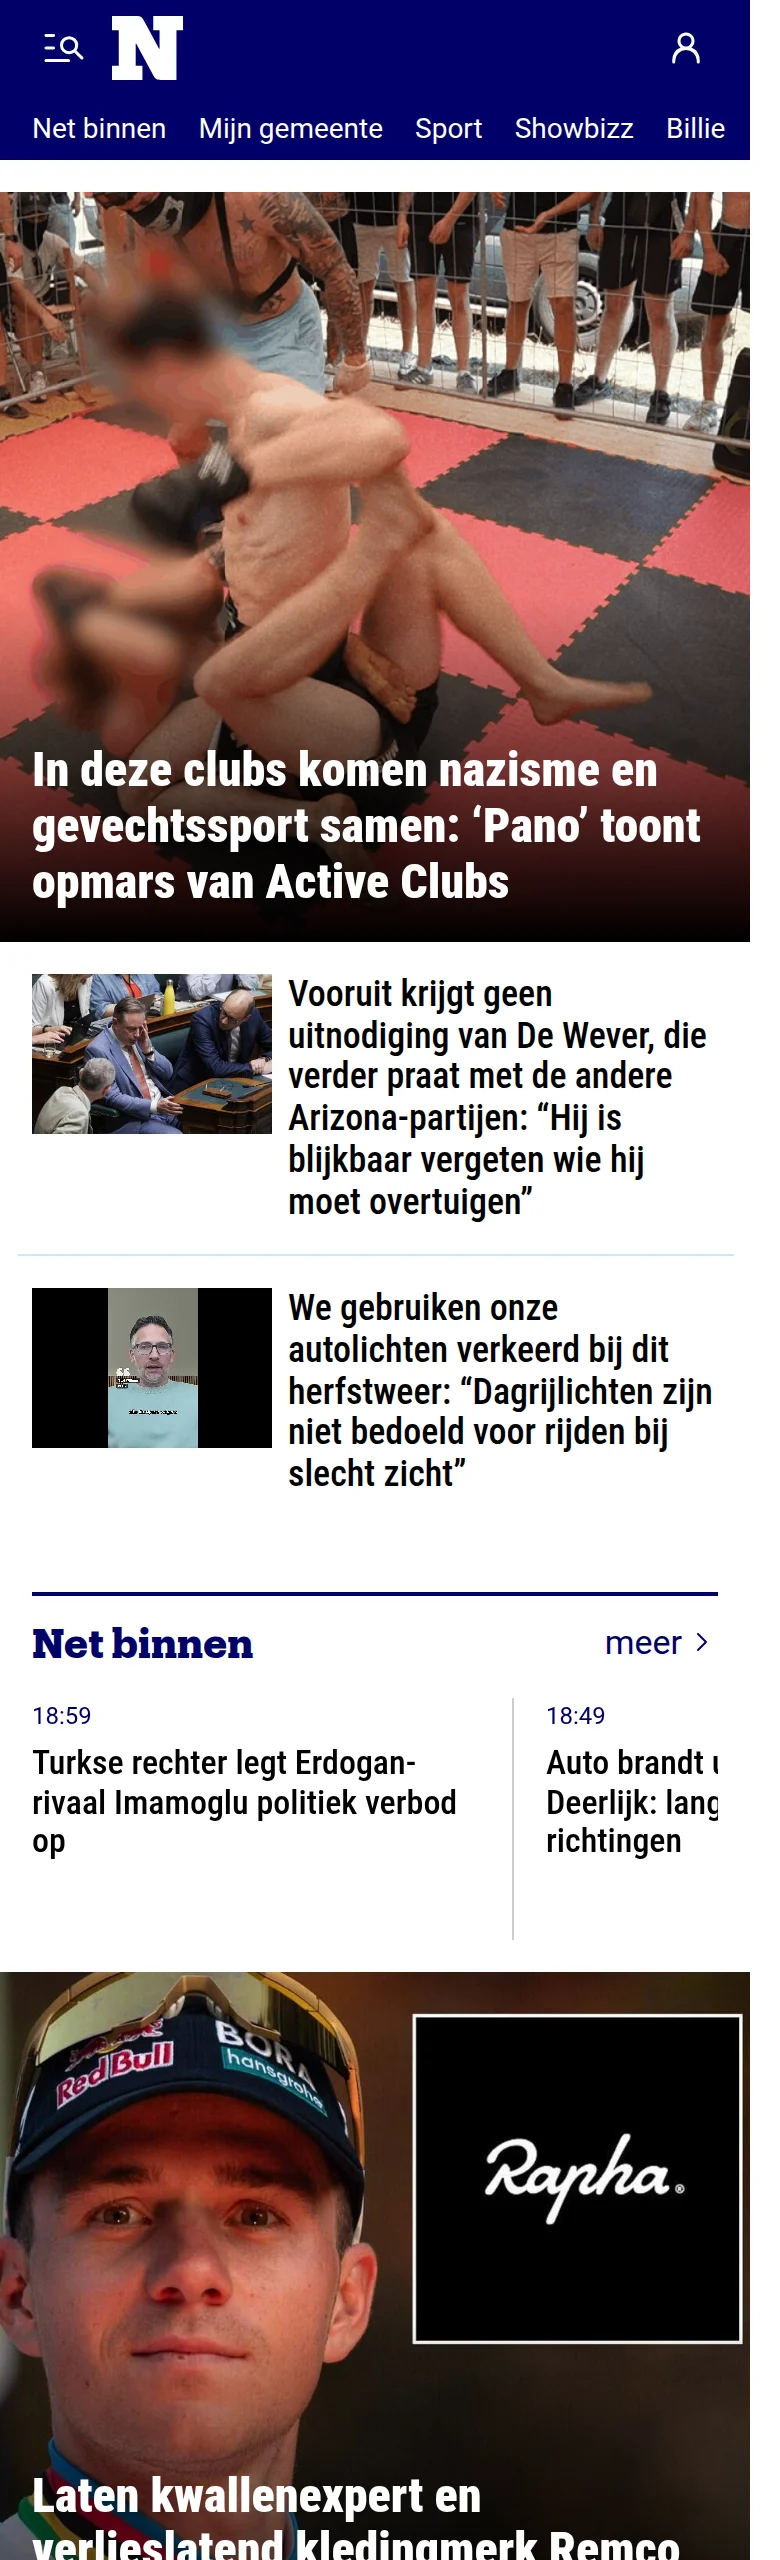 N
Net binnen Mijn gemeente Sport Showbizz Billie
In deze clubs komen nazisme en
gevechtssport samen: ‘Pano’ toont
opmars van Active Clubs
Vooruit krijgt geen
uitnodiging van De Wever, die
verder praat met de andere
Arizona-partijen: “Hij is
blijkbaar vergeten wie hij
moet overtuigen”
We gebruiken onze
autolichten verkeerd bij dit
herfstweer: “Dagrijlichten zijn
niet bedoeld voor rijden bij
slecht zicht”
Net binnen
meer
18:59
Turkse rechter legt Erdogan-
rivaal Imamoglu politiek verbod
op
18:49
Auto brandt
Deerlijk: lang
richtingen
Red Bull
BORA
hansgrohe
Rapha®
Laten kwallenexpert en
verlieslatend kledingmerk Remco